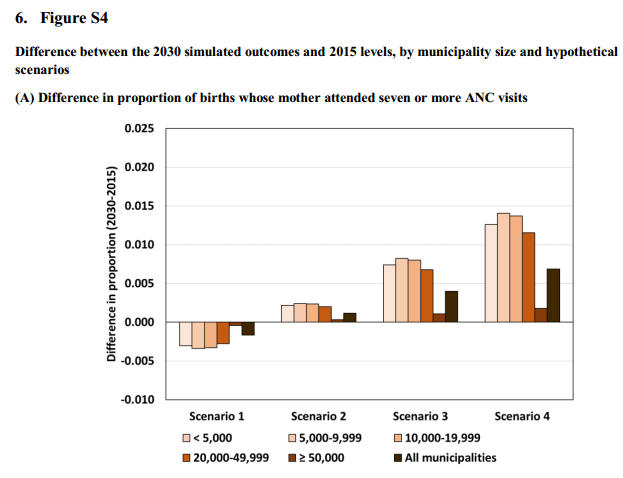 6. Figure S4
Difference between the 2030 simulated outcomes and 2015 levels, by municipality size and hypothetical
scenarios
(A) Difference in proportion of births whose mother attended seven or more ANC visits
Difference in proportion (2030-2015)
0.025
0.020
0.015
0.010
0.005
0.000
-0.005
-0.010
Scenario 1 Scenario 2 Scenario 3 Scenario 4
< 5,000 5,000-9,999 10,000-19,999
20,000-49,999 ≥ 50,000 All municipalities